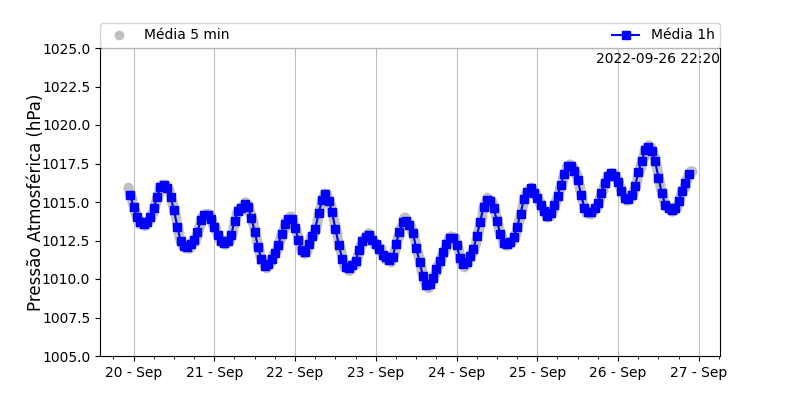 Média 5 min
Média 1h
2022-09-26 22:20
Pressão Atmosférica (hPa)
1025.0
1022.5
1020.0
1017.5
1015.0
1012.5
1010.0
1007.5
1005.0
20 - Sep
21 - Sep
22 - Sep
23 - Sep
24 - Sep
25 - Sep
26 - Sep
27 - Sep